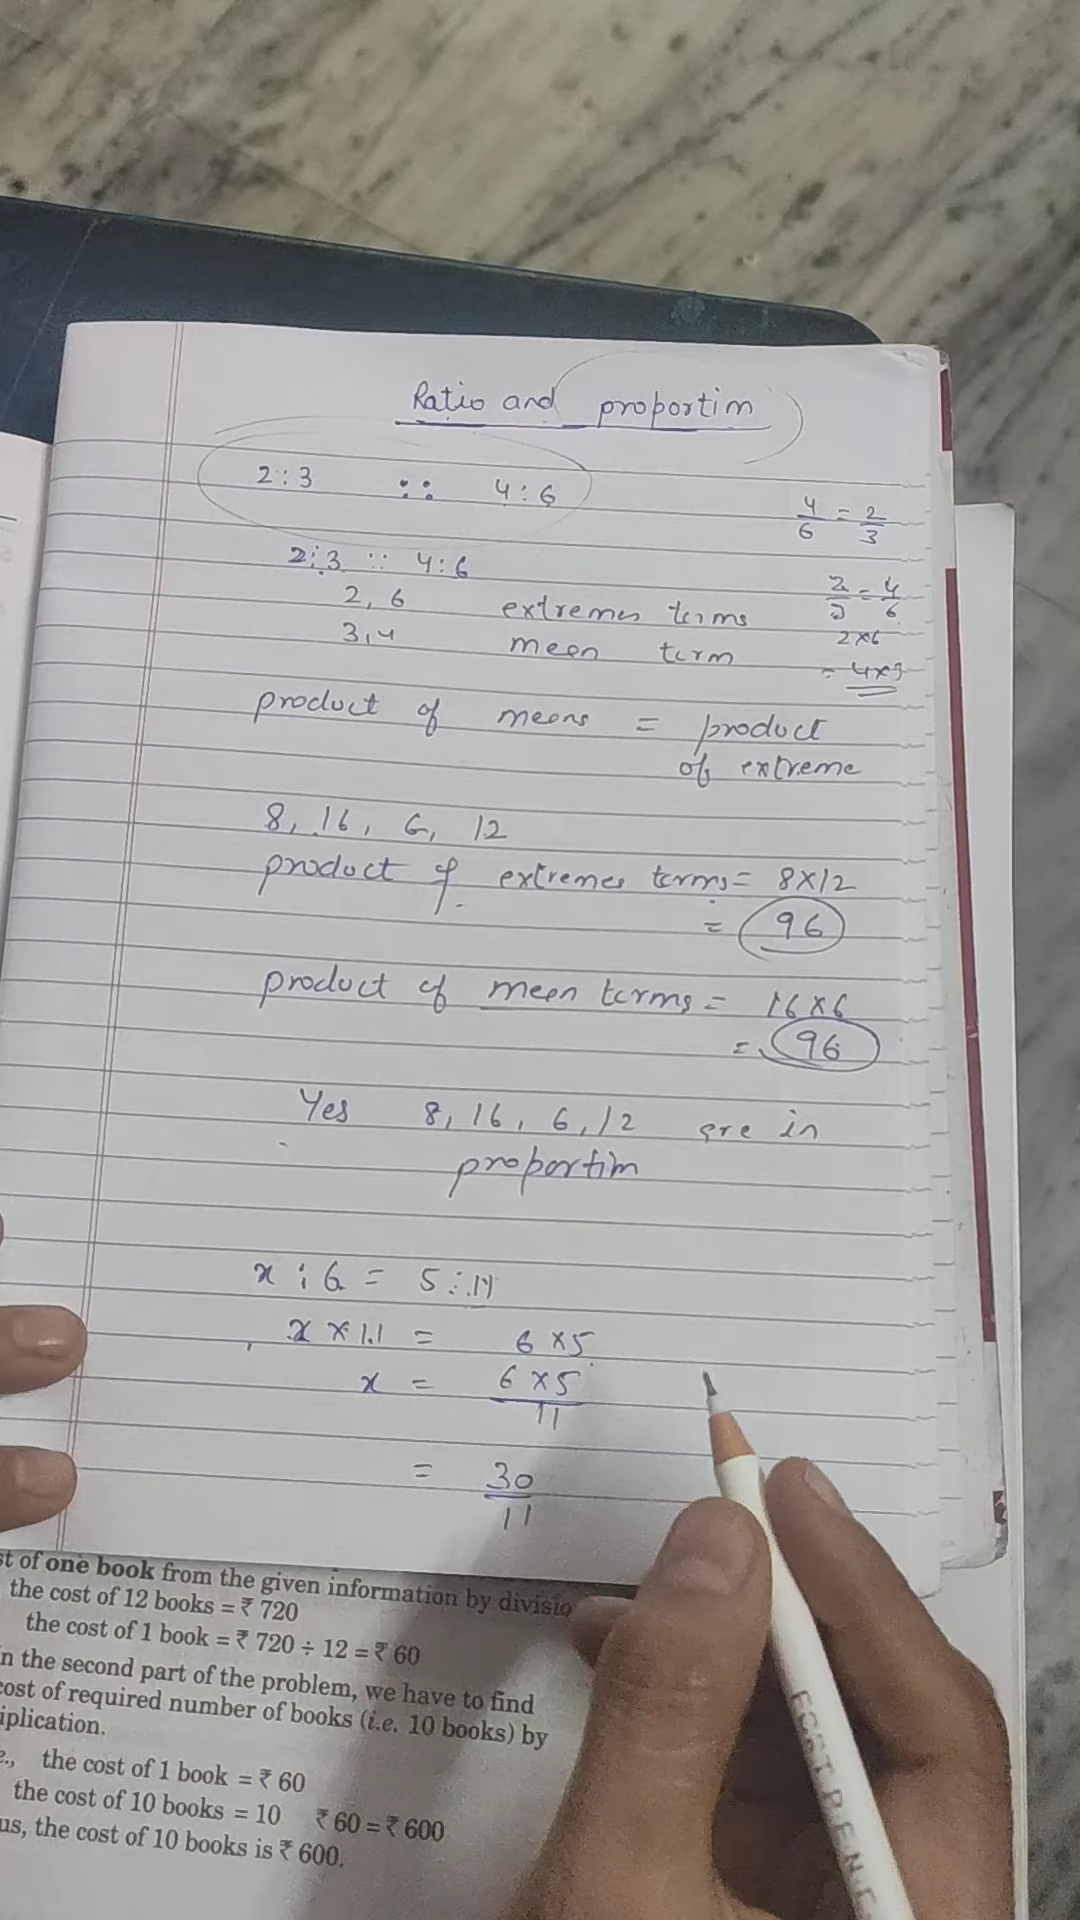 Ratio and proportim
2:3 :: 4:6
4/6 = 2/3
2:3 :: 4:6
2, 6 extremes terms
2/3 = 4/6
3,4 meen term
2×6
= 4×3
product of means = product
of extreme
8, 16, 6, 12
product of extremes terms = 8×12
= 96
product of meen terms = 16×6
= 96
Yes 8, 16, 6, 12 are in
proportim
x : 6 = 5 : 11
x × 11 = 6 ×5
x = 6×5/11
= 30/11
st of one book from the given information by divisio
the cost of 12 books = ₹ 720
the cost of 1 book = ₹ 720 ÷ 12 = ₹ 60
n the second part of the problem, we have to find
cost of required number of books (i.e. 10 books) by
iplication.
e., the cost of 1 book = ₹ 60
the cost of 10 books = 10 ₹ 60 = ₹ 600
us, the cost of 10 books is ₹ 600.